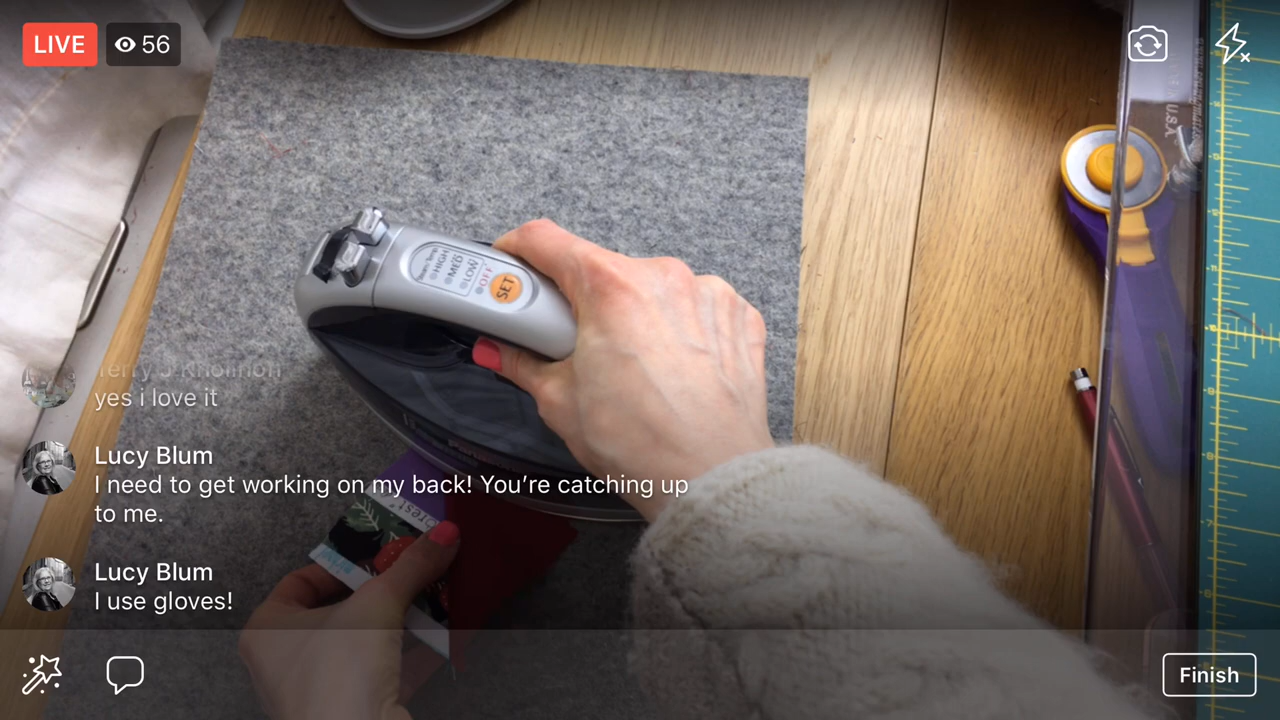 LIVE
56
U.S.A
HIGH
MED
LOW
OFF
SET
yes i love it
Lucy Blum
I need to get working on my back! You’re catching up
to me.
Lucy Blum
I use gloves!
Finish